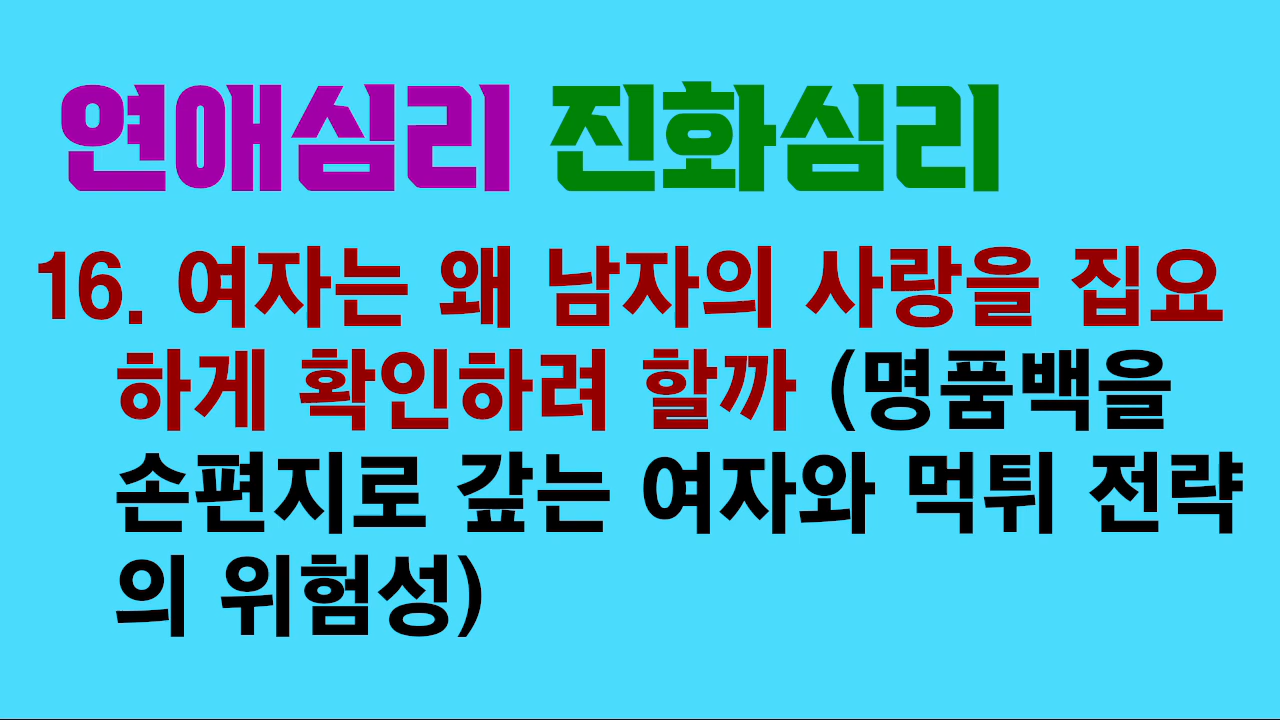 연애심리 진화심리
16. 여자는 왜 남자의 사랑을 집요
하게 확인하려 할까 (명품백을
손편지로 갚는 여자와 먹튀 전략
의 위험성)